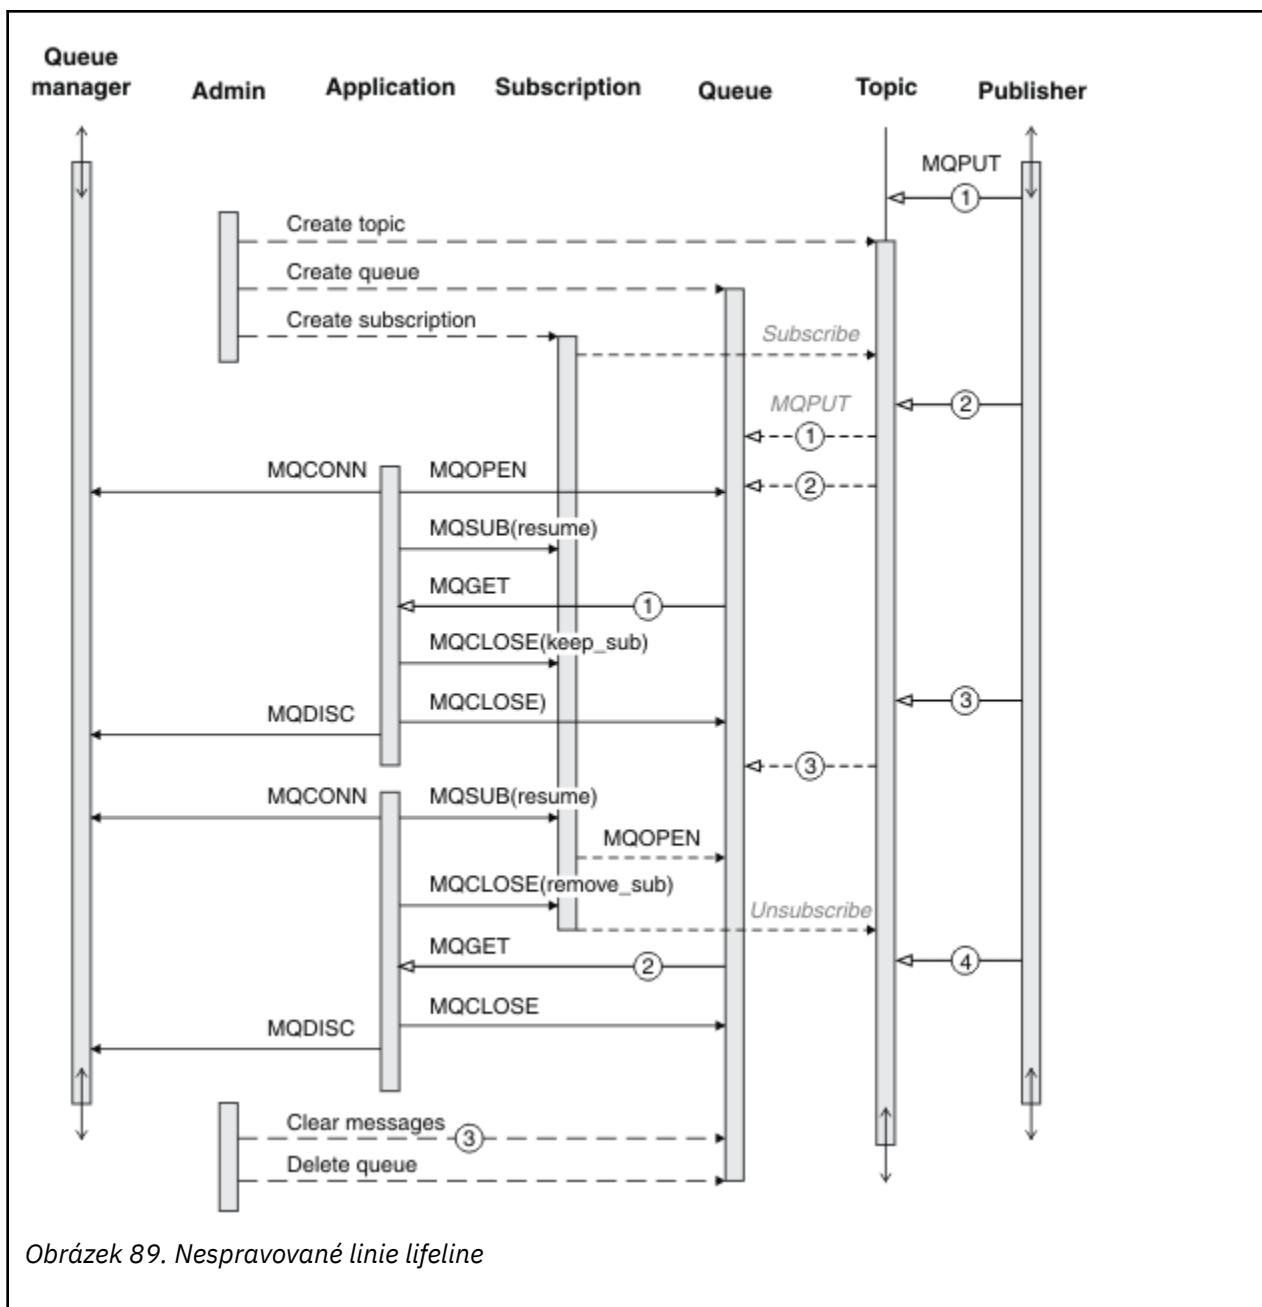 Queue
manager
Admin
Application
Subscription
Queue
Topic
Publisher
MQPUT
1
Create topic
Create queue
Create subscription
Subscribe
2
MQPUT
1
MQCONN
MQOPEN
2
MQSUB(resume)
MQGET
1
MQCLOSE(keep_sub)
3
MQDISC
MQCLOSE)
3
MQCONN
MQSUB(resume)
MQOPEN
MQCLOSE(remove_sub)
Unsubscribe
MQGET
2
4
MQCLOSE
MQDISC
Clear messages
3
Delete queue
Obrázek 89. Nespravované linie lifeline